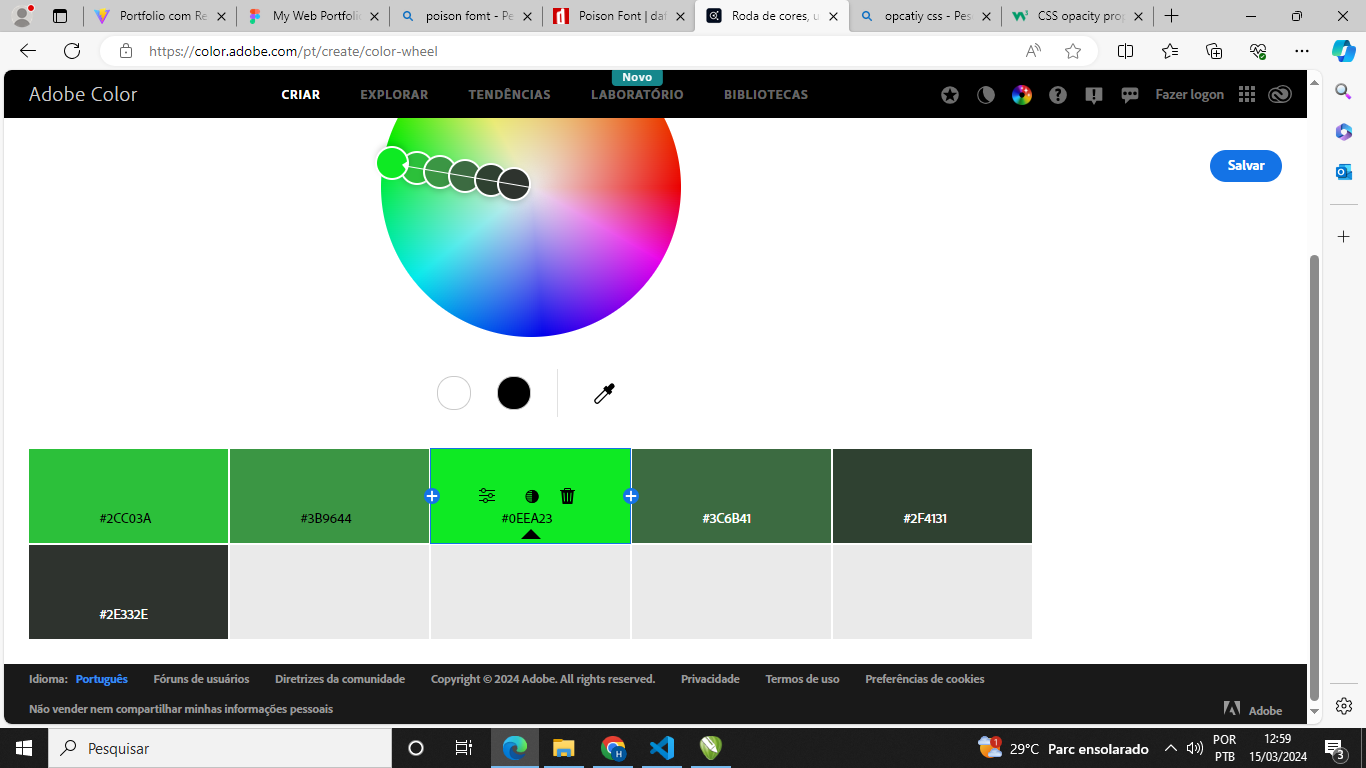 Portfolio com Re
My Web Portfolio
poison fomt - Pe
Poison Font | daf
Roda de cores, u
opcatiy css - Pes
CSS opacity prop
https://color.adobe.com/pt/create/color-wheel
Adobe Color
CRIAR
EXPLORAR
TENDÊNCIAS
Novo
LABORATÓRIO
BIBLIOTECAS
Fazer logon
Salvar
#2CC03A
#3B9644
#0EEA23
#3C6B41
#2F4131
#2E332E
Idioma: Português Fóruns de usuários Diretrizes da comunidade Copyright © 2024 Adobe. All rights reserved. Privacidade Termos de uso Preferências de cookies
Não vender nem compartilhar minhas informações pessoais
Adobe
Pesquisar
1
29°C Parc ensolarado
POR
PTB
12:59
15/03/2024
3